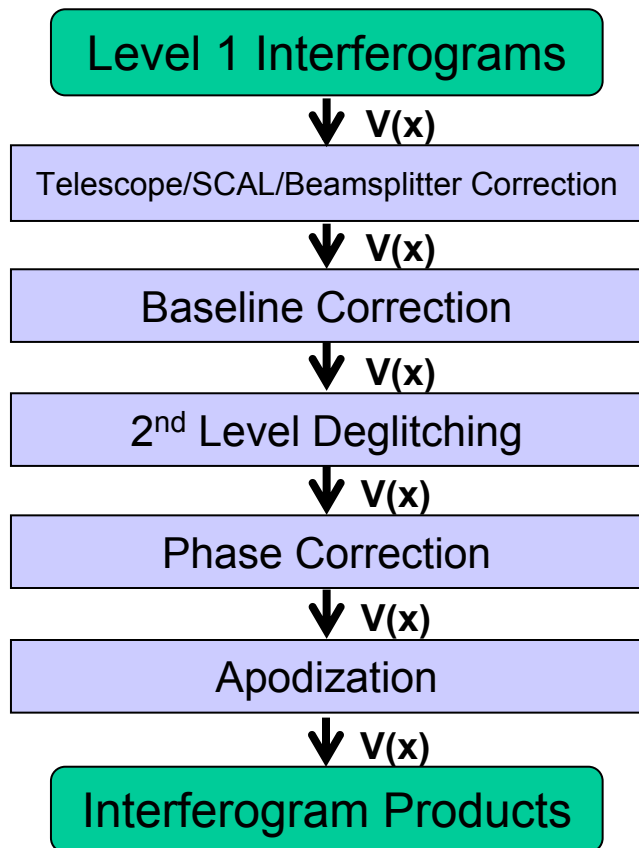 Level 1 Interferograms
V(x)
Telescope/SCAL/Beamsplitter Correction
V(x)
Baseline Correction
V(x)
2nd Level Deglitching
V(x)
Phase Correction
V(x)
Apodization
V(x)
Interferogram Products